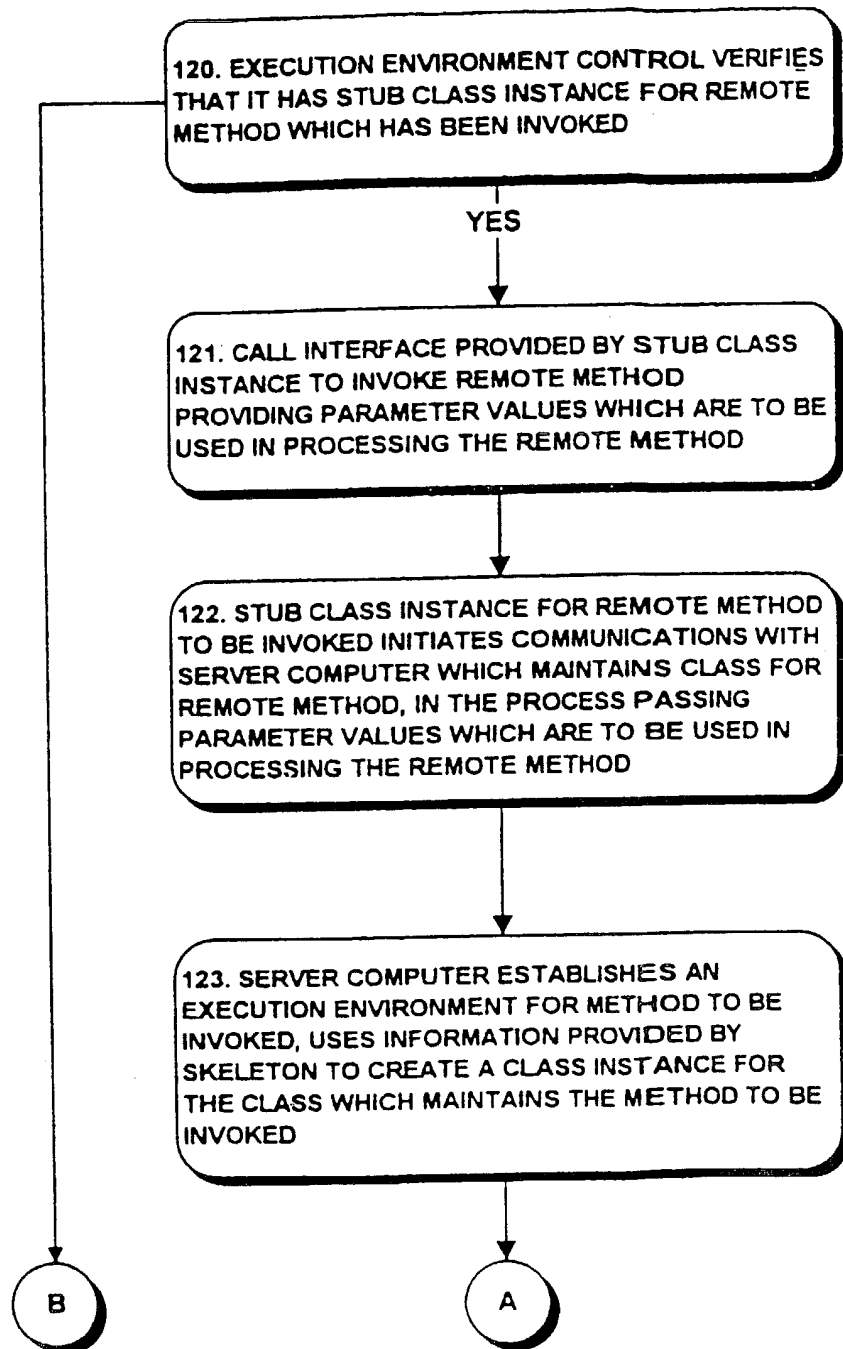 120. EXECUTION ENVIRONMENT CONTROL VERIFIES
THAT IT HAS STUB CLASS INSTANCE FOR REMOTE
METHOD WHICH HAS BEEN INVOKED
YES
121. CALL INTERFACE PROVIDED BY STUB CLASS
INSTANCE TO INVOKE REMOTE METHOD
PROVIDING PARAMETER VALUES WHICH ARE TO BE
USED IN PROCESSING THE REMOTE METHOD
122. STUB CLASS INSTANCE FOR REMOTE METHOD
TO BE INVOKED INITIATES COMMUNICATIONS WITH
SERVER COMPUTER WHICH MAINTAINS CLASS FOR
REMOTE METHOD, IN THE PROCESS PASSING
PARAMETER VALUES WHICH ARE TO BE USED IN
PROCESSING THE REMOTE METHOD
123. SERVER COMPUTER ESTABLISHES AN
EXECUTION ENVIRONMENT FOR METHOD TO BE
INVOKED, USES INFORMATION PROVIDED BY
SKELETON TO CREATE A CLASS INSTANCE FOR
THE CLASS WHICH MAINTAINS THE METHOD TO BE
INVOKED
B
A